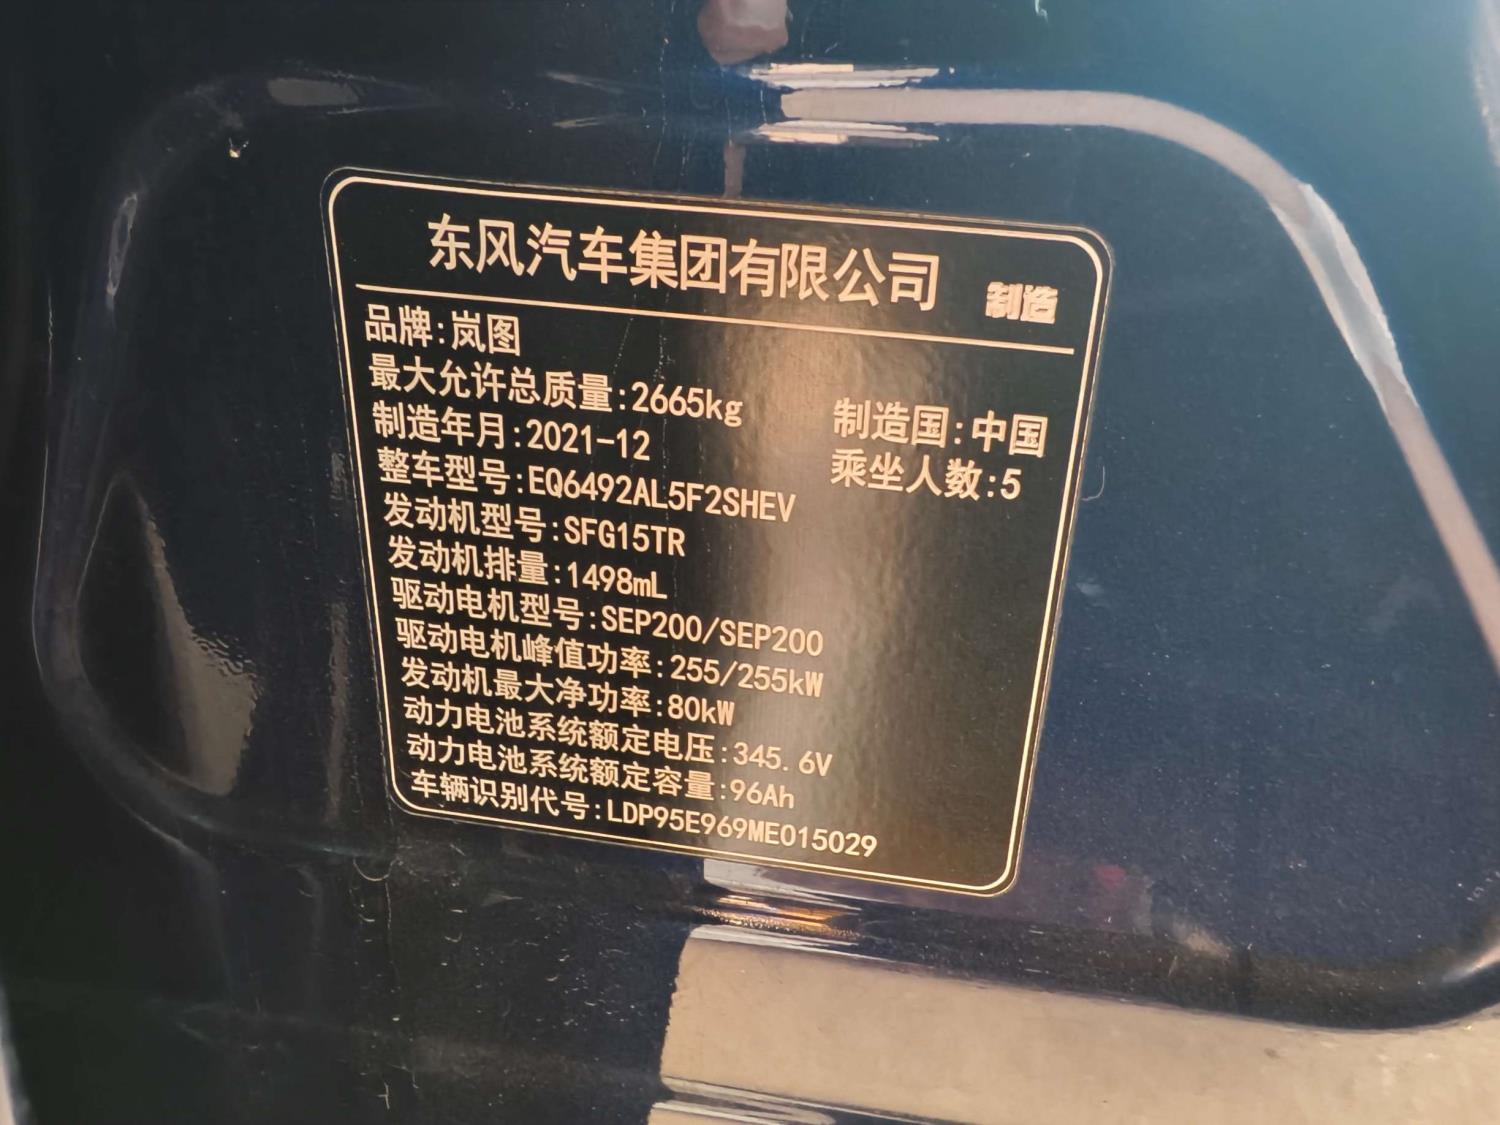 东风汽车集团有限公司 制造
品牌:岚图
最大允许总质量:2665kg 制造国:中国
制造年月:2021-12 乘坐人数:5
整车型号:EQ6492AL5F2SHEV
发动机型号:SFG15TR
发动机排量:1498mL
驱动电机型号:SEP200/SEP200
驱动电机峰值功率:255/255kW
发动机最大净功率:80kW
动力电池系统额定电压:345.6V
动力电池系统额定容量:96Ah
车辆识别代号:LDP95E969ME015029